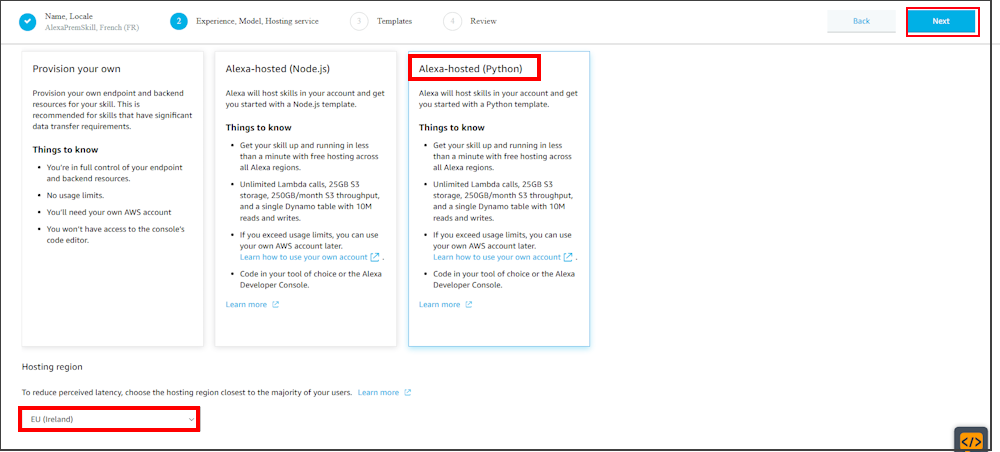 Name, Locale
AlexaPremSkill, French (FR)
2
Experience, Model, Hosting service
3
Templates
4
Review
Back
Next
Provision your own
Provision your own endpoint and backend
resources for your skill. This is
recommended for skills that have significant
data transfer requirements.
Things to know
• You're in full control of your endpoint
and backend resources.
• No usage limits.
• You'll need your own AWS account
• You won't have access to the console's
code editor.
Alexa-hosted (Node.js)
Alexa will host skills in your account and get
you started with a Node.js template.
Things to know
• Get your skill up and running in less
than a minute with free hosting across
all Alexa regions.
• Unlimited Lambda calls, 25GB S3
storage, 250GB/month S3 throughput,
and a single Dynamo table with 10M
reads and writes.
• If you exceed usage limits, you can use
your own AWS account later.
Learn how to use your own account .
• Code in your tool of choice or the Alexa
Developer Console.
Learn more
Alexa-hosted (Python)
Alexa will host skills in your account and get
you started with a Python template.
Things to know
• Get your skill up and running in less
than a minute with free hosting across
all Alexa regions.
• Unlimited Lambda calls, 25GB S3
storage, 250GB/month S3 throughput,
and a single Dynamo table with 10M
reads and writes.
• If you exceed usage limits, you can use
your own AWS account later.
Learn how to use your own account .
• Code in your tool of choice or the Alexa
Developer Console.
Learn more
Hosting region
To reduce perceived latency, choose the hosting region closest to the majority of your users. Learn more
EU (Ireland)
</>